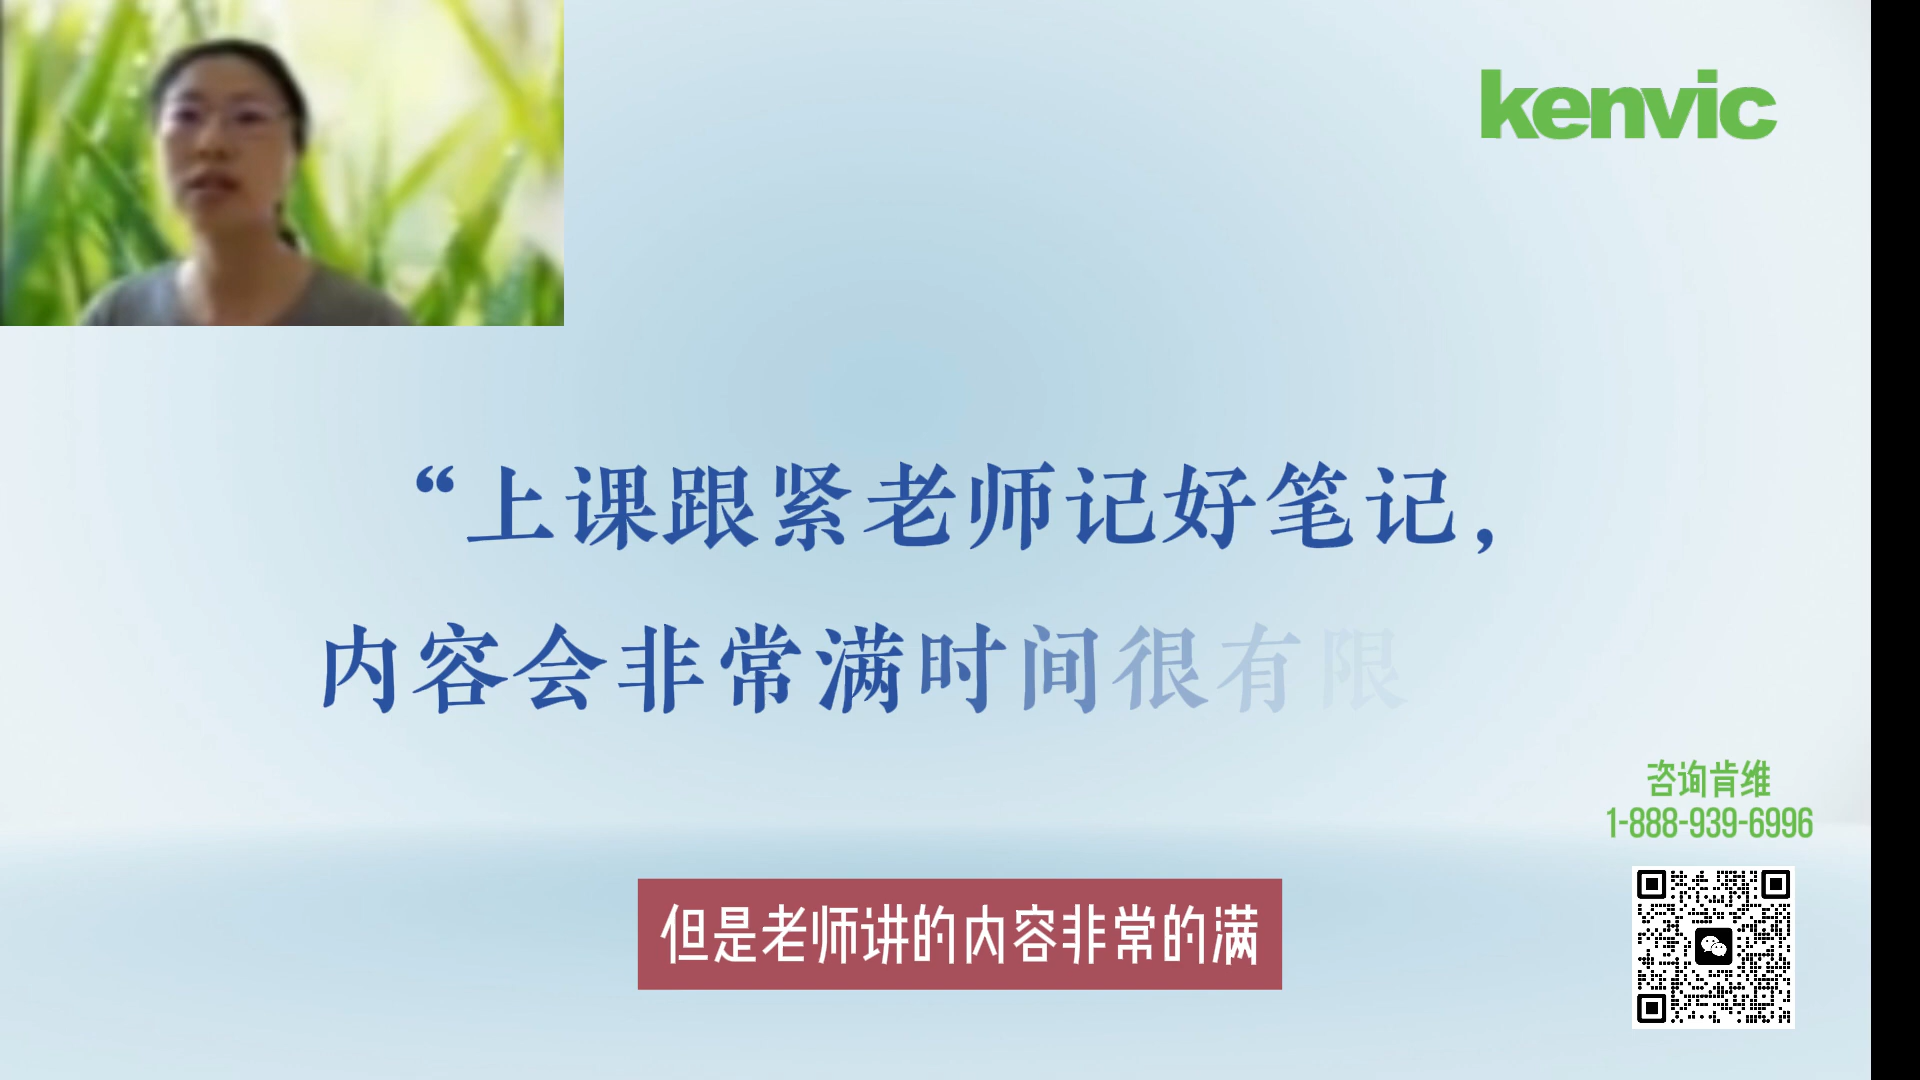 kenvic
“上课跟紧老师记好笔记，
内容会非常满时间很有限
咨询肯维
1-888-939-6996
但是老师讲的内容非常的满